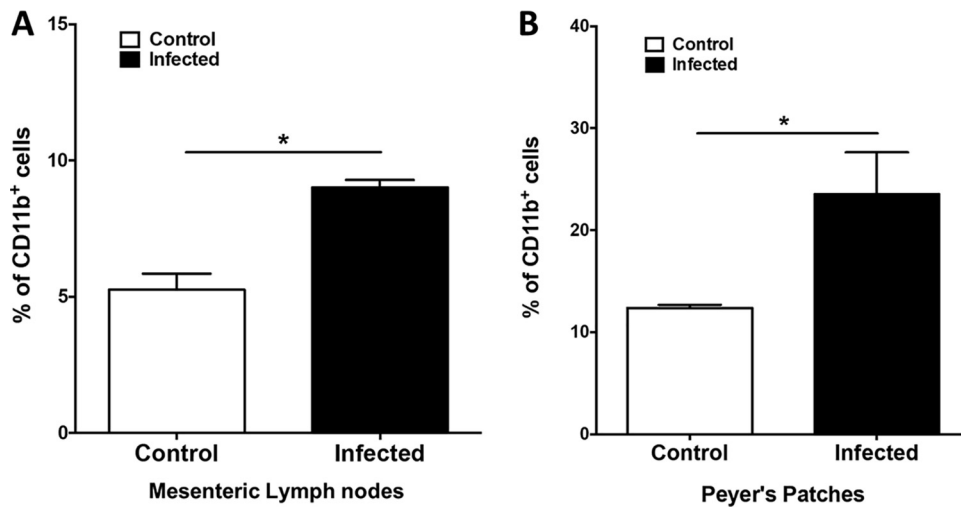 A
% of CD11b⁺ cells
15
10
5
0
Control
Infected
*
Control
Infected
Mesenteric Lymph nodes
B
% of CD11b⁺ cells
40
30
20
10
0
Control
Infected
*
Control
Infected
Peyer's Patches